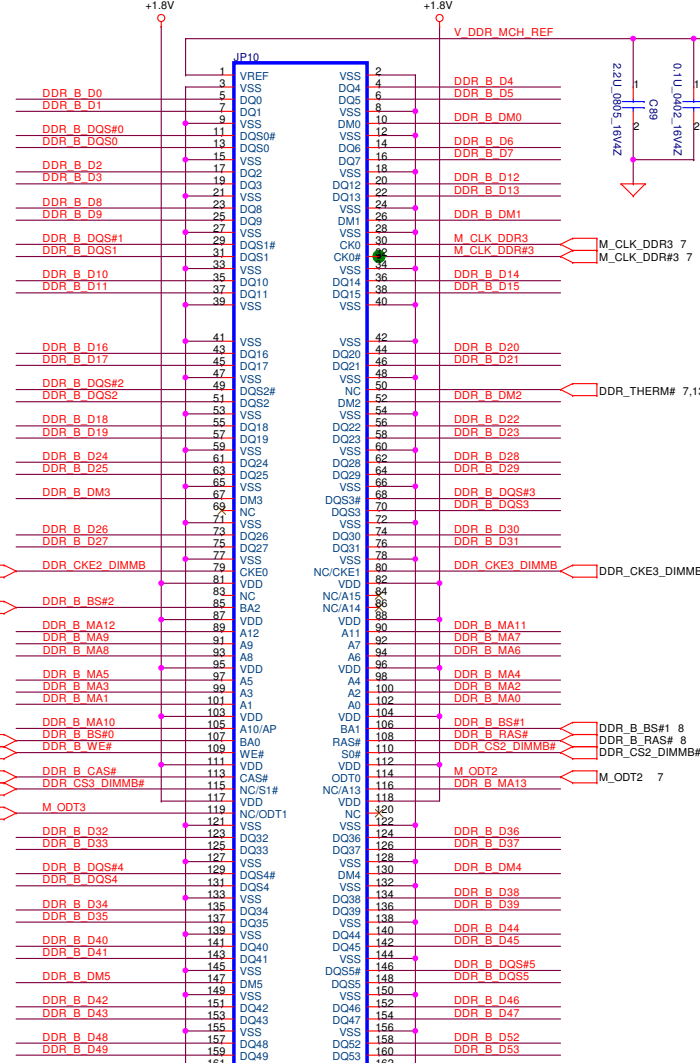 +1.8V +1.8V
V_DDR_MCH_REF
JP10
2.2U_0805_16V4Z
1
2
C89
0.1U_0402_16V4Z
1
2
1 VREF VSS 2
3 VSS DQ4 4 DDR_B_D4
DDR_B_D0 5 DQ0 DQ5 6 DDR_B_D5
DDR_B_D1 7 DQ1 VSS 8
9 VSS DM0 10 DDR_B_DM0
DDR_B_DQS#0 11 DQS0# VSS 12
DDR_B_DQS0 13 DQS0 DQ6 14 DDR_B_D6
15 VSS DQ7 16 DDR_B_D7
DDR_B_D2 17 DQ2 VSS 18
DDR_B_D3 19 DQ3 DQ12 20 DDR_B_D12
21 VSS DQ13 22 DDR_B_D13
DDR_B_D8 23 DQ8 VSS 24
DDR_B_D9 25 DQ9 DM1 26 DDR_B_DM1
27 VSS VSS 28
DDR_B_DQS#1 29 DQS1# CK0 30 M_CLK_DDR3 M_CLK_DDR3 7
DDR_B_DQS1 31 DQS1 CK0# M_CLK_DDR#3 M_CLK_DDR#3 7
33 VSS VSS 34
DDR_B_D10 35 DQ10 DQ14 36 DDR_B_D14
DDR_B_D11 37 DQ11 DQ15 38 DDR_B_D15
39 VSS VSS 40
41 VSS VSS 42
DDR_B_D16 43 DQ16 DQ20 44 DDR_B_D20
DDR_B_D17 45 DQ17 DQ21 46 DDR_B_D21
47 VSS VSS 48
DDR_B_DQS#2 49 DQS2# NC 50 DDR_THERM# 7,13
DDR_B_DQS2 51 DQS2 DM2 52 DDR_B_DM2
53 VSS VSS 54
DDR_B_D18 55 DQ18 DQ22 56 DDR_B_D22
DDR_B_D19 57 DQ19 DQ23 58 DDR_B_D23
59 VSS VSS 60
DDR_B_D24 61 DQ24 DQ28 62 DDR_B_D28
DDR_B_D25 63 DQ25 DQ29 64 DDR_B_D29
65 VSS VSS 66
DDR_B_DM3 67 DM3 DQS3# 68 DDR_B_DQS#3
69 NC DQS3 70 DDR_B_DQS3
71 VSS VSS 72
DDR_B_D26 73 DQ26 DQ30 74 DDR_B_D30
DDR_B_D27 75 DQ27 DQ31 76 DDR_B_D31
77 VSS VSS 78
DDR_CKE2_DIMMB 79 CKE0 NC/CKE1 80 DDR_CKE3_DIMMB DDR_CKE3_DIMMB
81 VDD VDD 82
83 NC NC/A15 84
DDR_B_BS#2 85 BA2 NC/A14 86
87 VDD VDD 88
DDR_B_MA12 89 A12 A11 90 DDR_B_MA11
DDR_B_MA9 91 A9 A7 92 DDR_B_MA7
DDR_B_MA8 93 A8 A6 94 DDR_B_MA6
95 VDD VDD 96
DDR_B_MA5 97 A5 A4 98 DDR_B_MA4
DDR_B_MA3 99 A3 A2 100 DDR_B_MA2
DDR_B_MA1 101 A1 A0 102 DDR_B_MA0
103 VDD VDD 104
DDR_B_MA10 105 A10/AP BA1 106 DDR_B_BS#1 DDR_B_BS#1 8
DDR_B_BS#0 107 BA0 RAS# 108 DDR_B_RAS# DDR_B_RAS# 8
DDR_B_WE# 109 WE# S0# 110 DDR_CS2_DIMMB# DDR_CS2_DIMMB#
111 VDD VDD 112
DDR_B_CAS# 113 CAS# ODT0 114 M_ODT2 M_ODT2 7
DDR_CS3_DIMMB# 115 NC/S1# NC/A13 116 DDR_B_MA13
117 VDD VDD 118
M_ODT3 119 NC/ODT1 NC 120
121 VSS VSS 122
DDR_B_D32 123 DQ32 DQ36 124 DDR_B_D36
DDR_B_D33 125 DQ33 DQ37 126 DDR_B_D37
127 VSS VSS 128
DDR_B_DQS#4 129 DQS4# DM4 130 DDR_B_DM4
DDR_B_DQS4 131 DQS4 VSS 132
133 VSS DQ38 134 DDR_B_D38
DDR_B_D34 135 DQ34 DQ39 136 DDR_B_D39
DDR_B_D35 137 DQ35 VSS 138
139 VSS DQ44 140 DDR_B_D44
DDR_B_D40 141 DQ40 DQ45 142 DDR_B_D45
DDR_B_D41 143 DQ41 VSS 144
145 VSS DQS5# 146 DDR_B_DQS#5
DDR_B_DM5 147 DM5 DQS5 148 DDR_B_DQS5
149 VSS VSS 150
DDR_B_D42 151 DQ42 DQ46 152 DDR_B_D46
DDR_B_D43 153 DQ43 DQ47 154 DDR_B_D47
155 VSS VSS 156
DDR_B_D48 157 DQ48 DQ52 158 DDR_B_D52
DDR_B_D49 159 DQ49 DQ53 160 DDR_B_D53